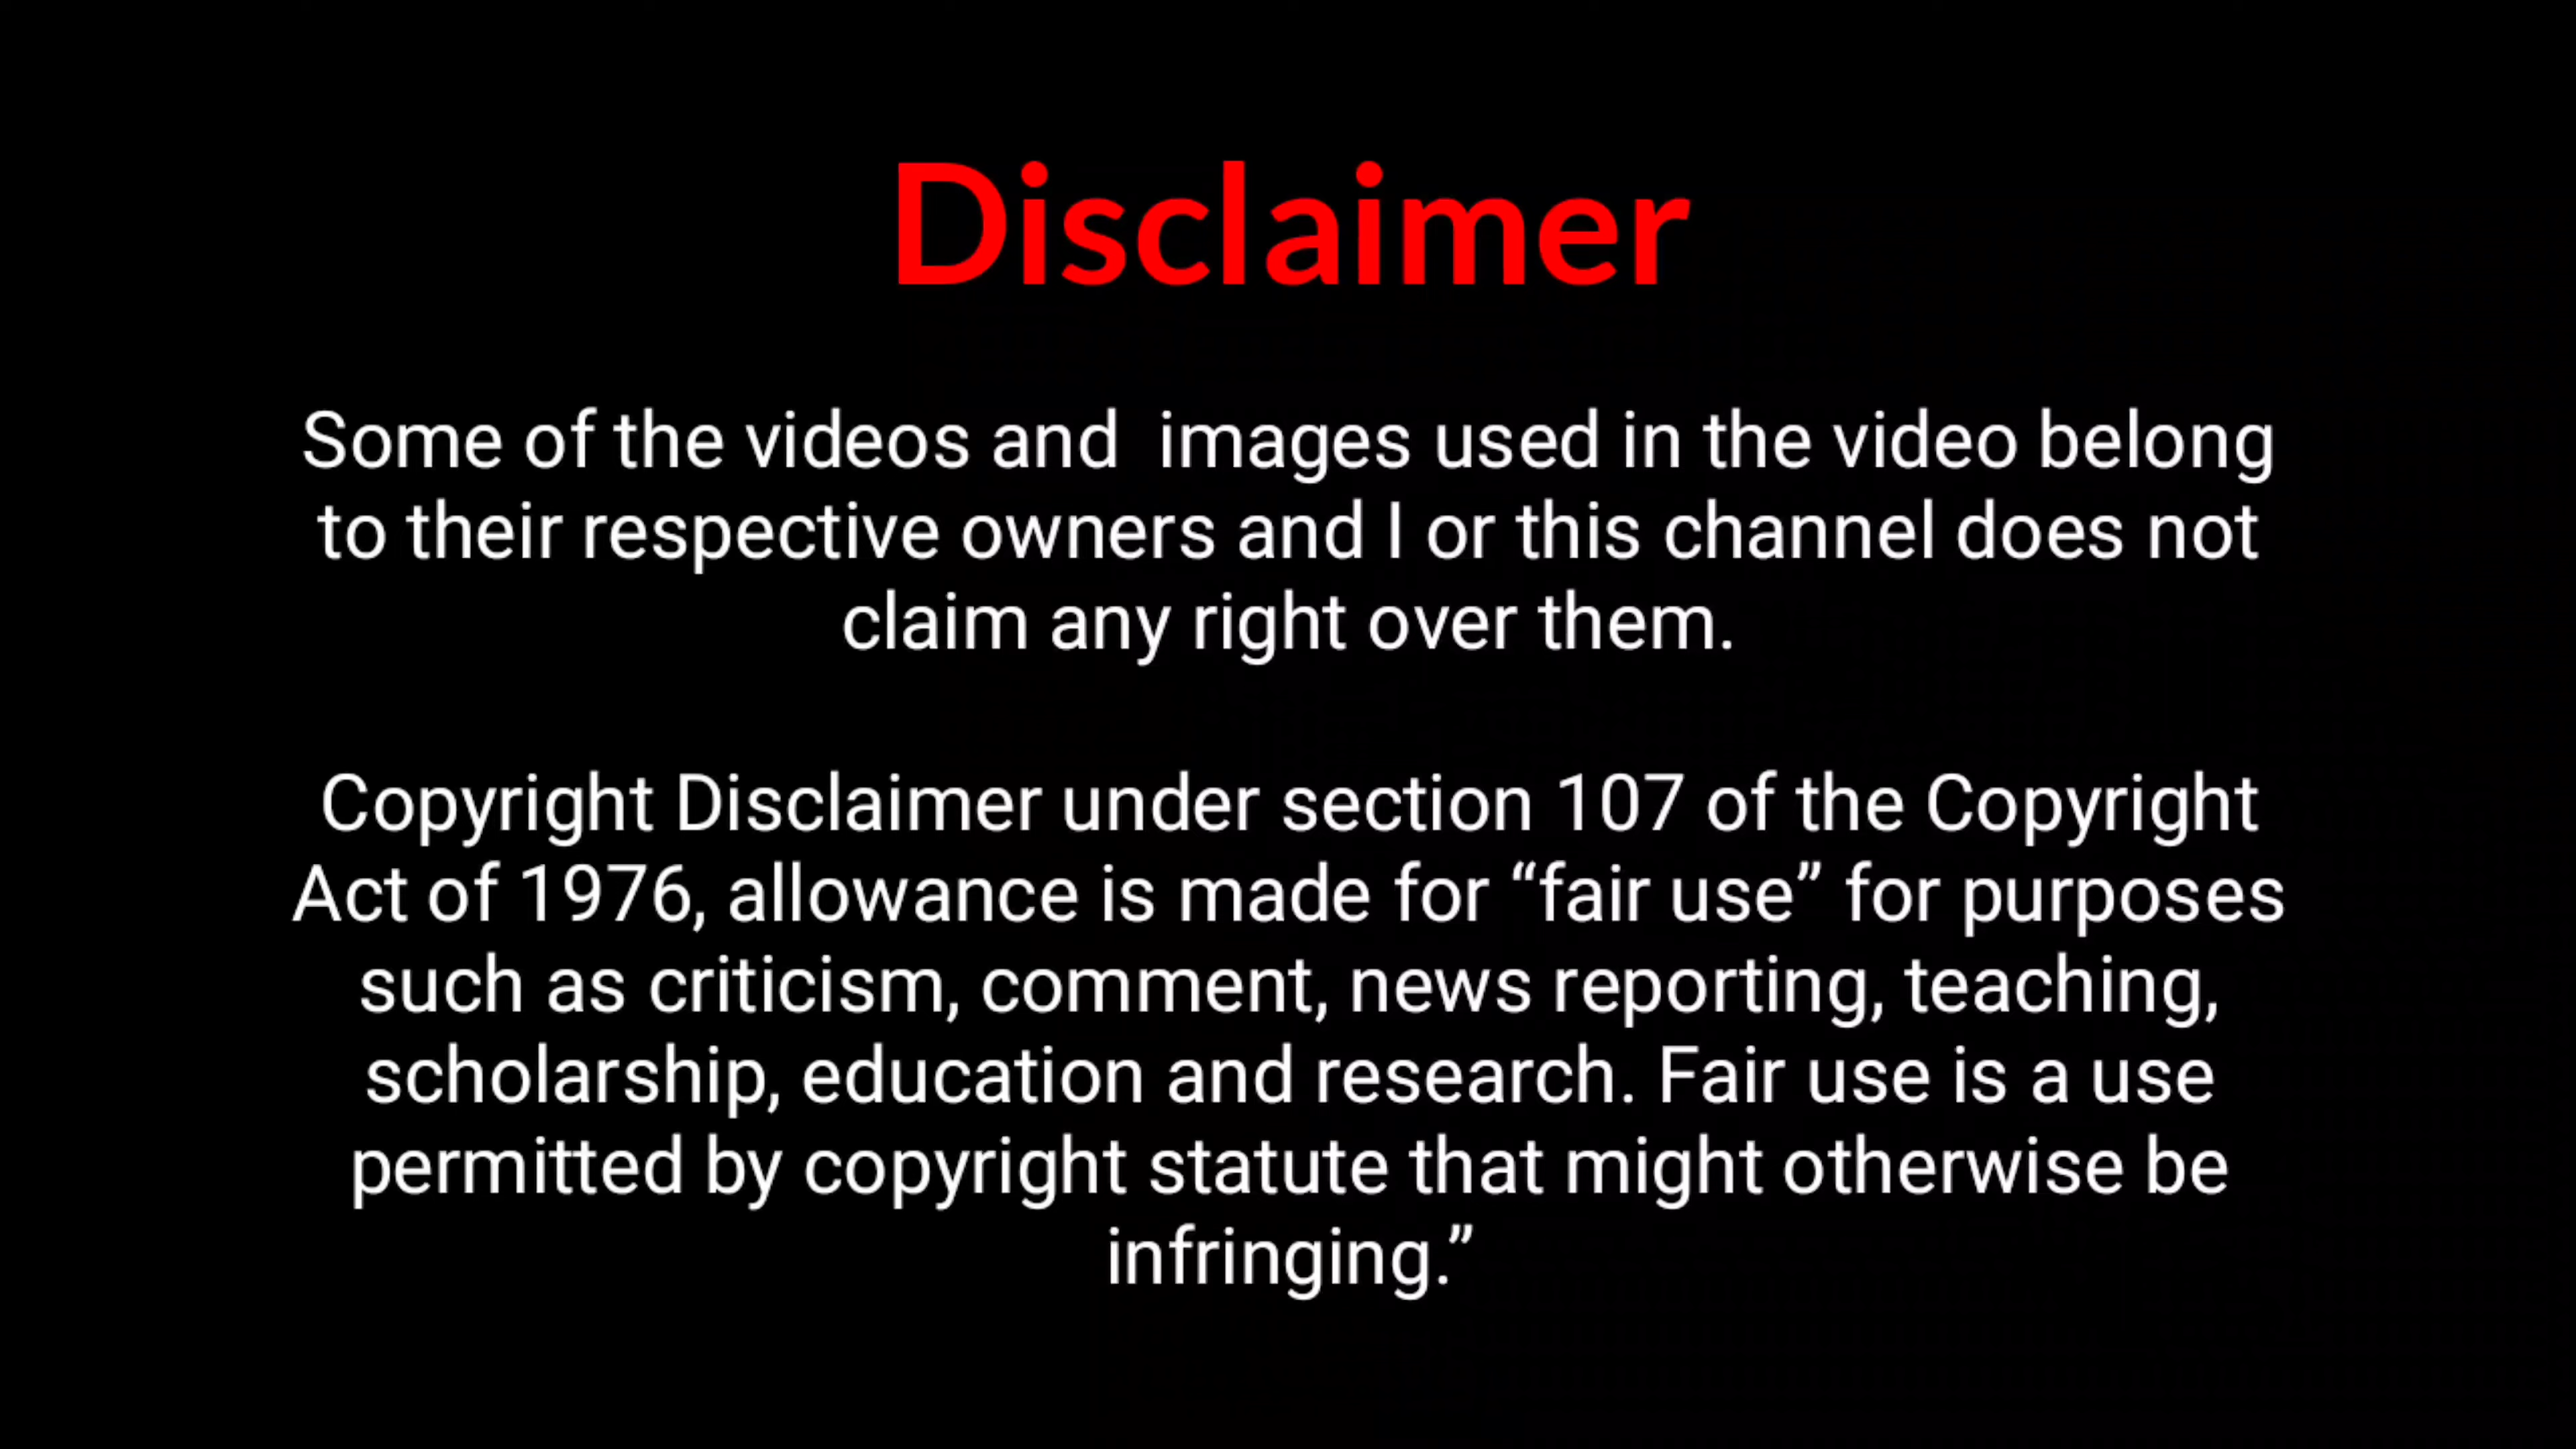 Disclaimer
Some of the videos and  images used in the video belong
to their respective owners and I or this channel does not
claim any right over them.
Copyright Disclaimer under section 107 of the Copyright
Act of 1976, allowance is made for “fair use” for purposes
such as criticism, comment, news reporting, teaching,
scholarship, education and research. Fair use is a use
permitted by copyright statute that might otherwise be
infringing.”